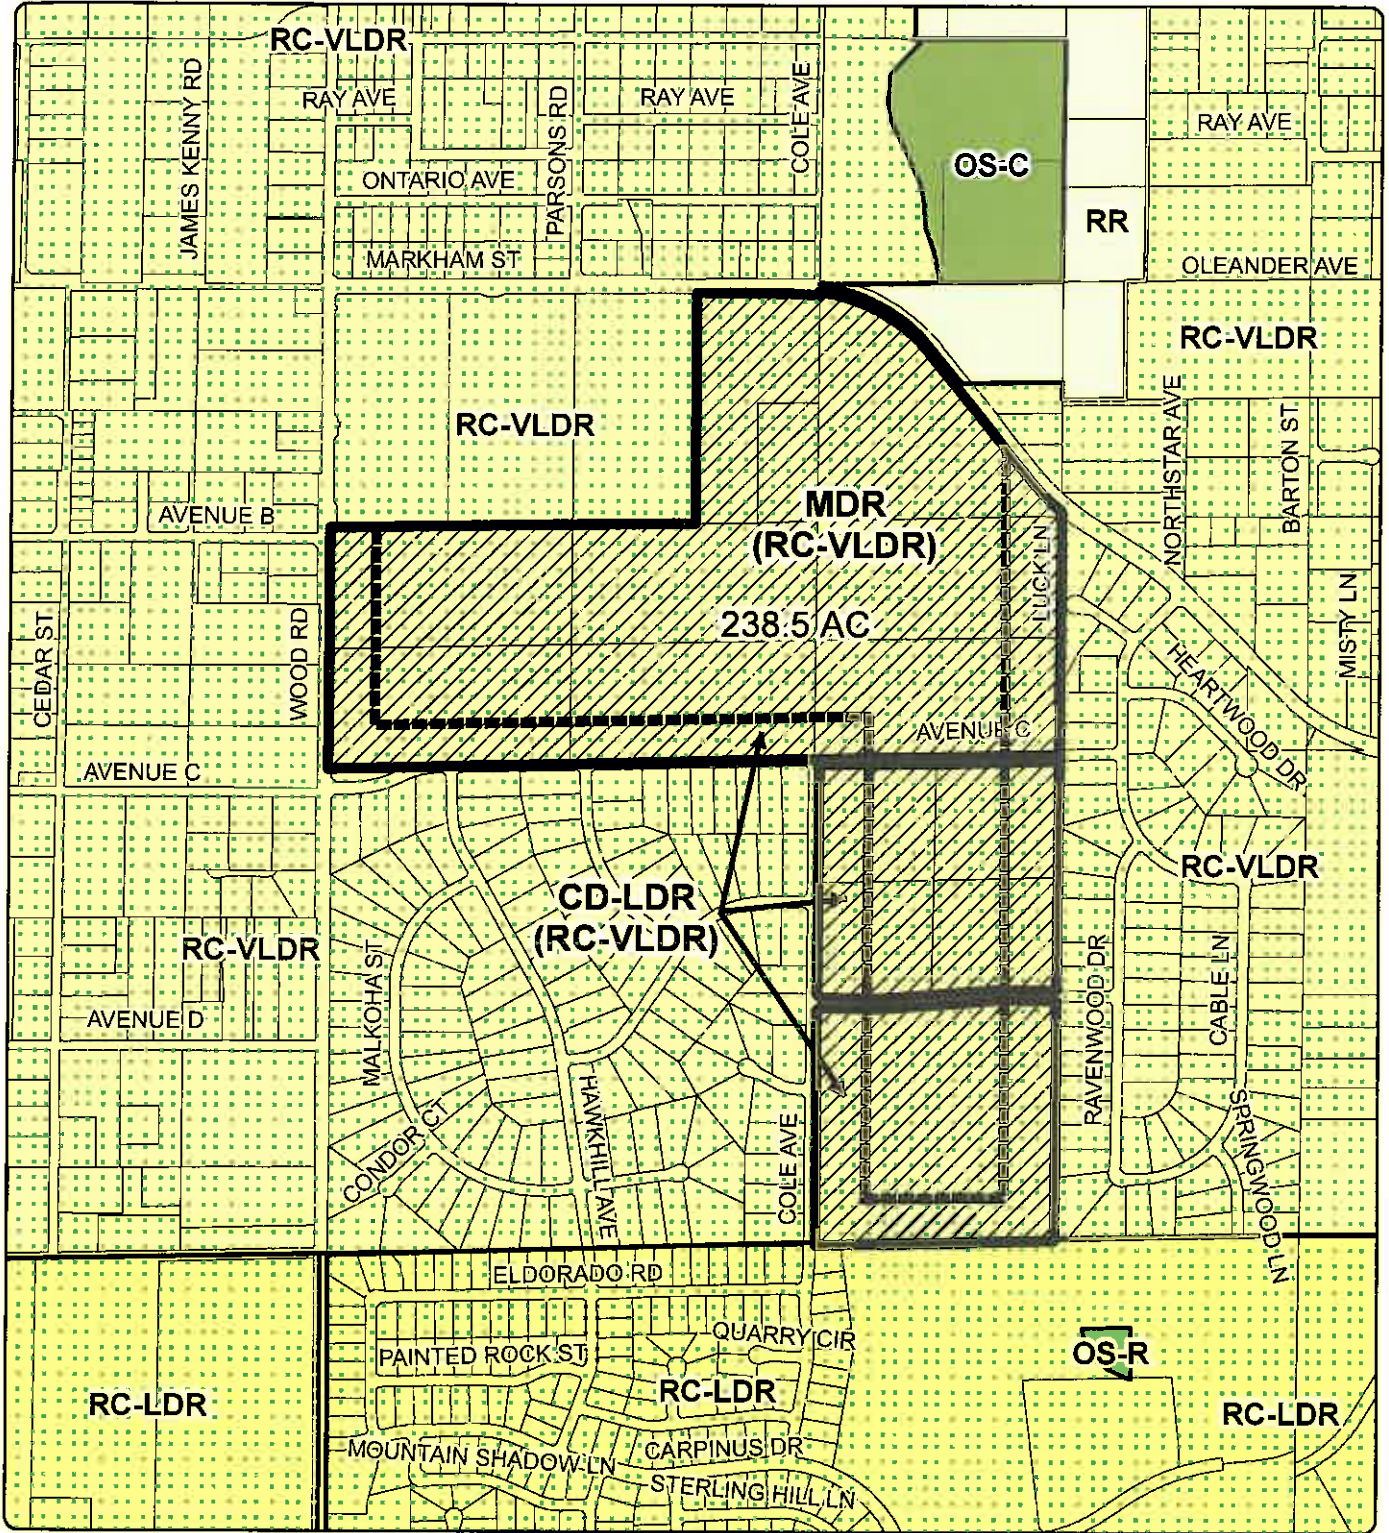 RC-VLDR
JAMES KENNY RD
RAY AVE
PARSONS RD
RAY AVE
COLE AVE
OS-C
RAY AVE
ONTARIO AVE
RR
MARKHAM ST
OLEANDER AVE
RC-VLDR
RC-VLDR
NORTHSTAR AVE
BARTON ST
MDR
(RC-VLDR)
AVENUE B
LUCK LN
238.5 AC
CEDAR ST
WOOD RD
MISTY LN
HEARTWOOD DR
AVENUE C
AVENUE C
RC-VLDR
CD-LDR
(RC-VLDR)
RC-VLDR
MALKOHA ST
RAVENWOOD DR
CABLE LN
AVENUE D
CONDOR CT
HAWKHILL AVE
COLE AVE
SPRINGWOOD LN
ELDORADO RD
QUARRY CIR
PAINTED ROCK ST
OS-R
RC-LDR
RC-LDR
RC-LDR
MOUNTAIN SHADOW LN
CARPINUS DR
STERLING HILL LN